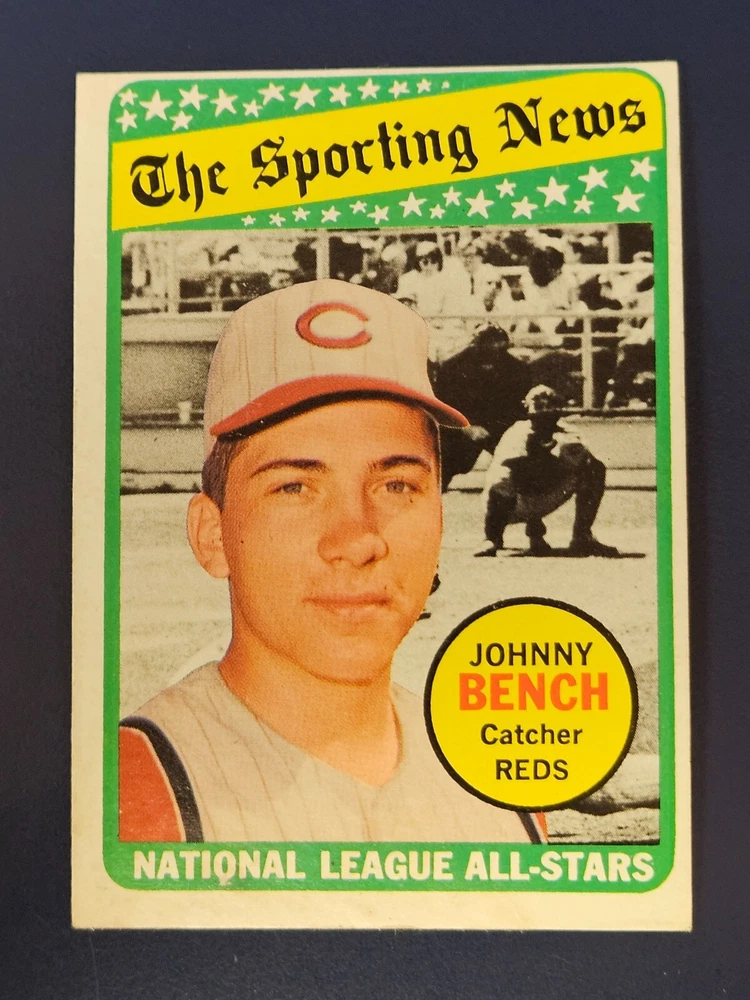 The Sporting News
C
JOHNNY
BENCH
Catcher
REDS
NATIONAL LEAGUE ALL-STARS